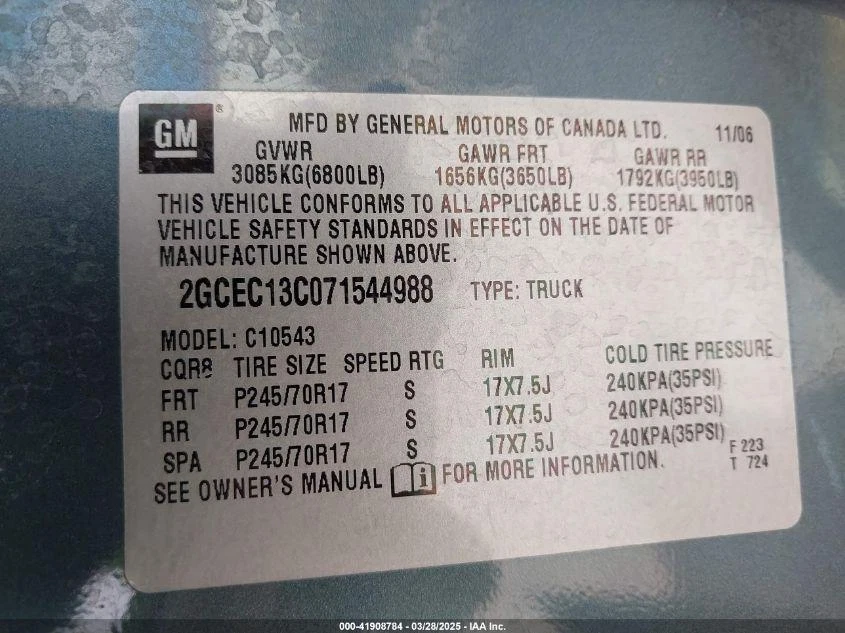 GM ®
MFD BY GENERAL MOTORS OF CANADA LTD. 11/06
GVWR GAWR FRT GAWR RR
3085KG(6800LB) 1656KG(3650LB) 1792KG(3950LB)
THIS VEHICLE CONFORMS TO ALL APPLICABLE U.S. FEDERAL MOTOR
VEHICLE SAFETY STANDARDS IN EFFECT ON THE DATE OF
MANUFACTURE SHOWN ABOVE.
2GCEC13C071544988 TYPE: TRUCK
MODEL: C10543
CQR8 TIRE SIZE SPEED RTG RIM COLD TIRE PRESSURE
FRT P245/70R17 S 17X7.5J 240KPA(35PSI)
RR P245/70R17 S 17X7.5J 240KPA(35PSI)
SPA P245/70R17 S 17X7.5J 240KPA(35PSI)
F 223
T 724
SEE OWNER'S MANUAL i FOR MORE INFORMATION.
000-41908784 - 03/28/2025 - IAA Inc.